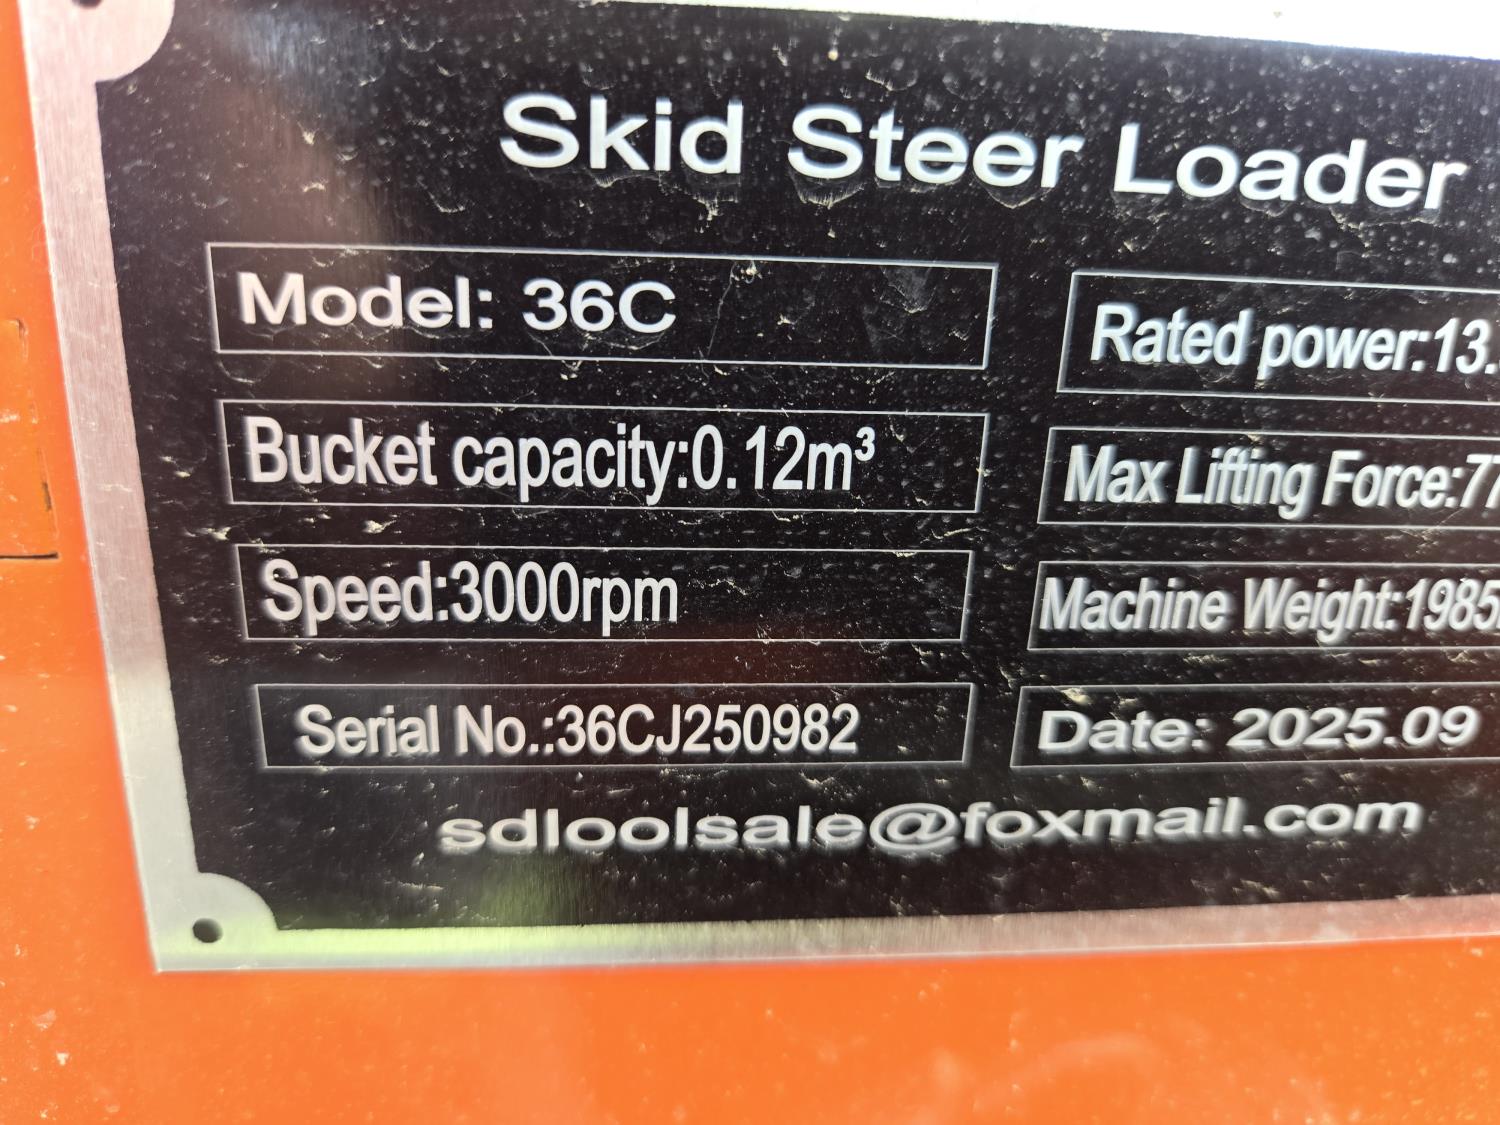 Skid Steer Loader
Model: 36C
Rated power:13.
Bucket capacity:0.12m³
Max Lifting Force:77
Speed:3000rpm
Machine Weight:1985
Serial No.:36CJ250982
Date: 2025.09
sdloolsale@foxmail.com